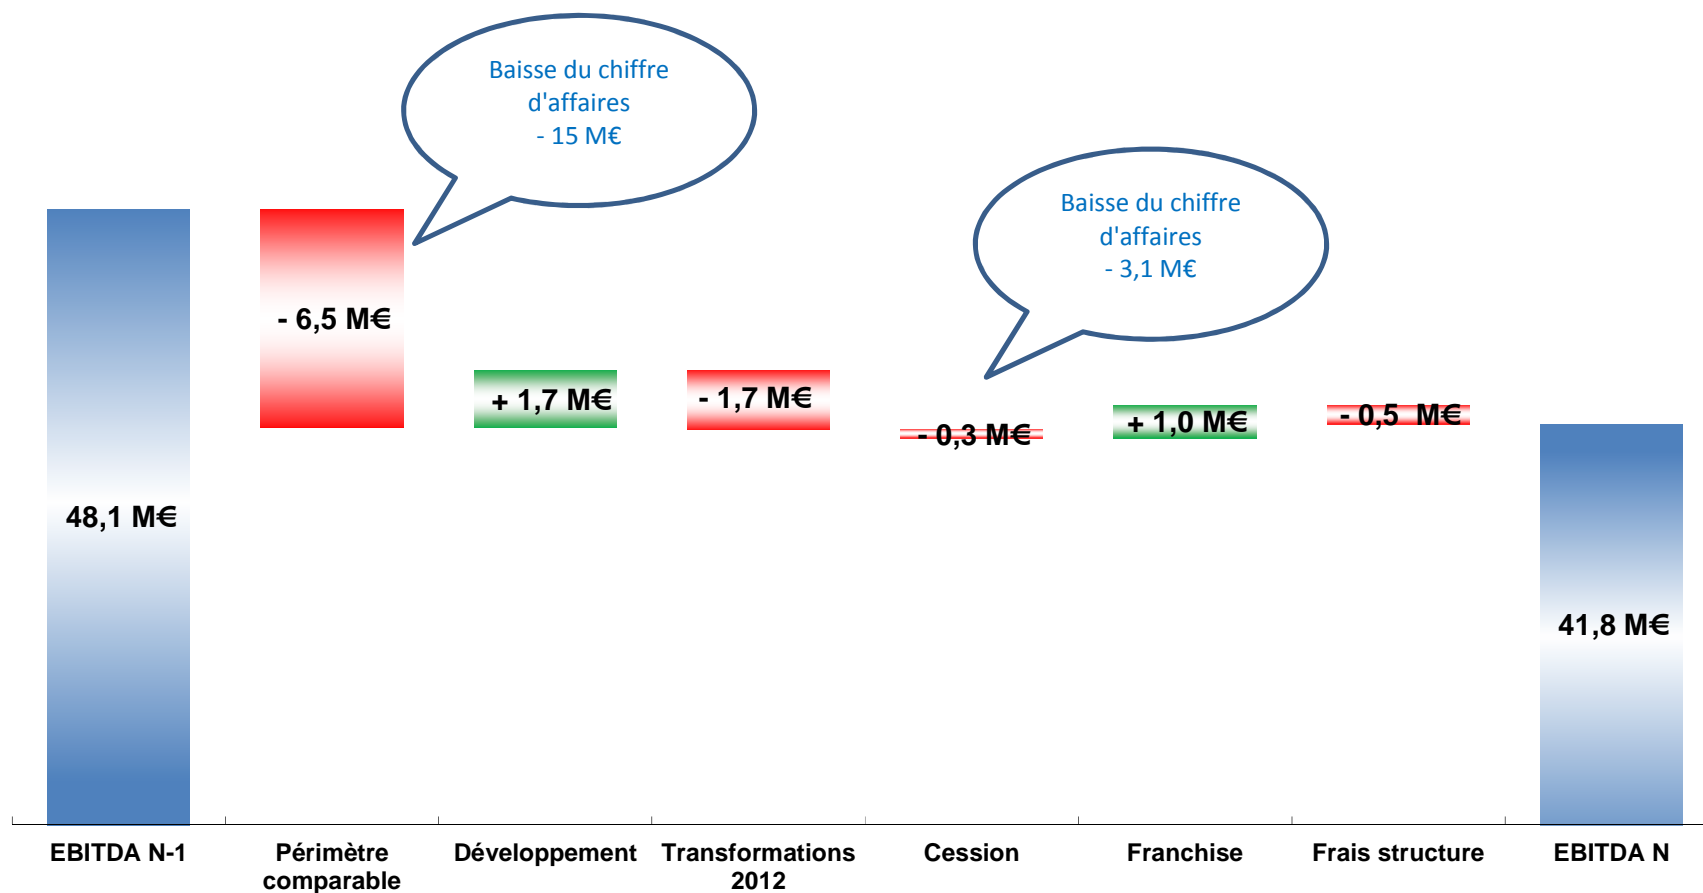 Baisse du chiffre
d'affaires
- 15 M€
Baisse du chiffre
d'affaires
- 3,1 M€
- 6,5 M€
+ 1,7 M€
- 1,7 M€
- 0,3 M€
+ 1,0 M€
- 0,5 M€
48,1 M€
41,8 M€
EBITDA N-1
Périmètre
comparable
Développement
Transformations
2012
Cession
Franchise
Frais structure
EBITDA N